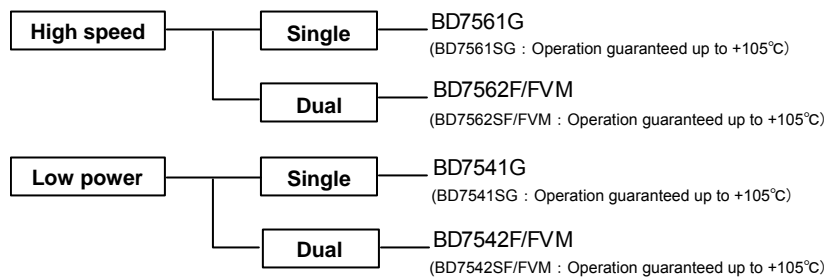 High speed
Single
BD7561G
(BD7561SG : Operation guaranteed up to +105℃)
Dual
BD7562F/FVM
(BD7562SF/FVM : Operation guaranteed up to +105℃)
Low power
Single
BD7541G
(BD7541SG : Operation guaranteed up to +105℃)
Dual
BD7542F/FVM
(BD7542SF/FVM : Operation guaranteed up to +105℃)